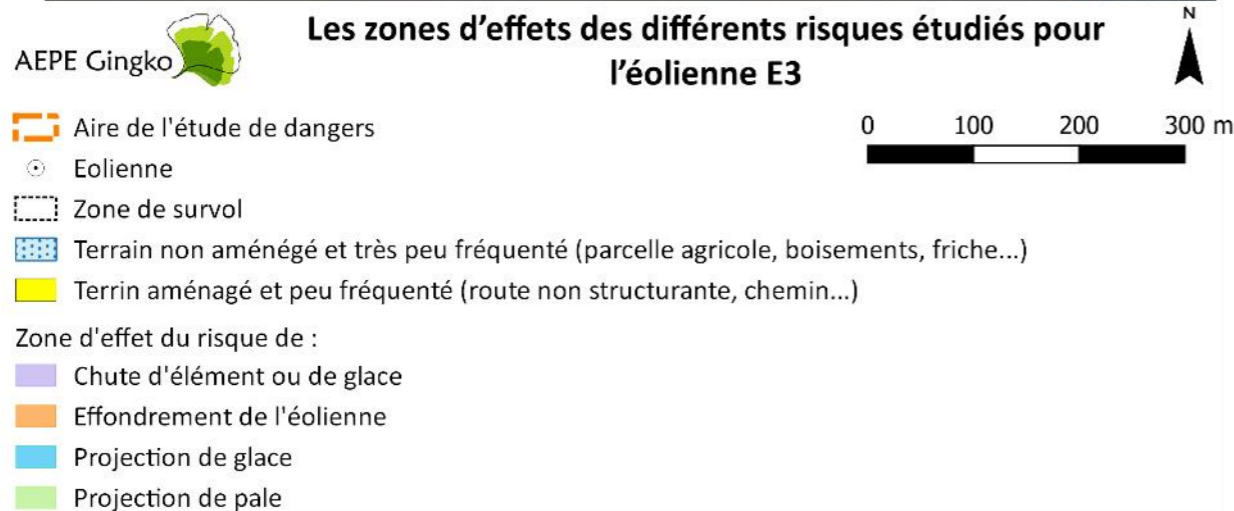 Les zones d’effets des différents risques étudiés pour
l’éolienne E3
N
AEPE Gingko
0 100 200 300 m
Aire de l'étude de dangers
Eolienne
Zone de survol
Terrain non aménégé et très peu fréquenté (parcelle agricole, boisements, friche...)
Terrin aménagé et peu fréquenté (route non structurante, chemin...)
Zone d'effet du risque de :
Chute d'élément ou de glace
Effondrement de l'éolienne
Projection de glace
Projection de pale